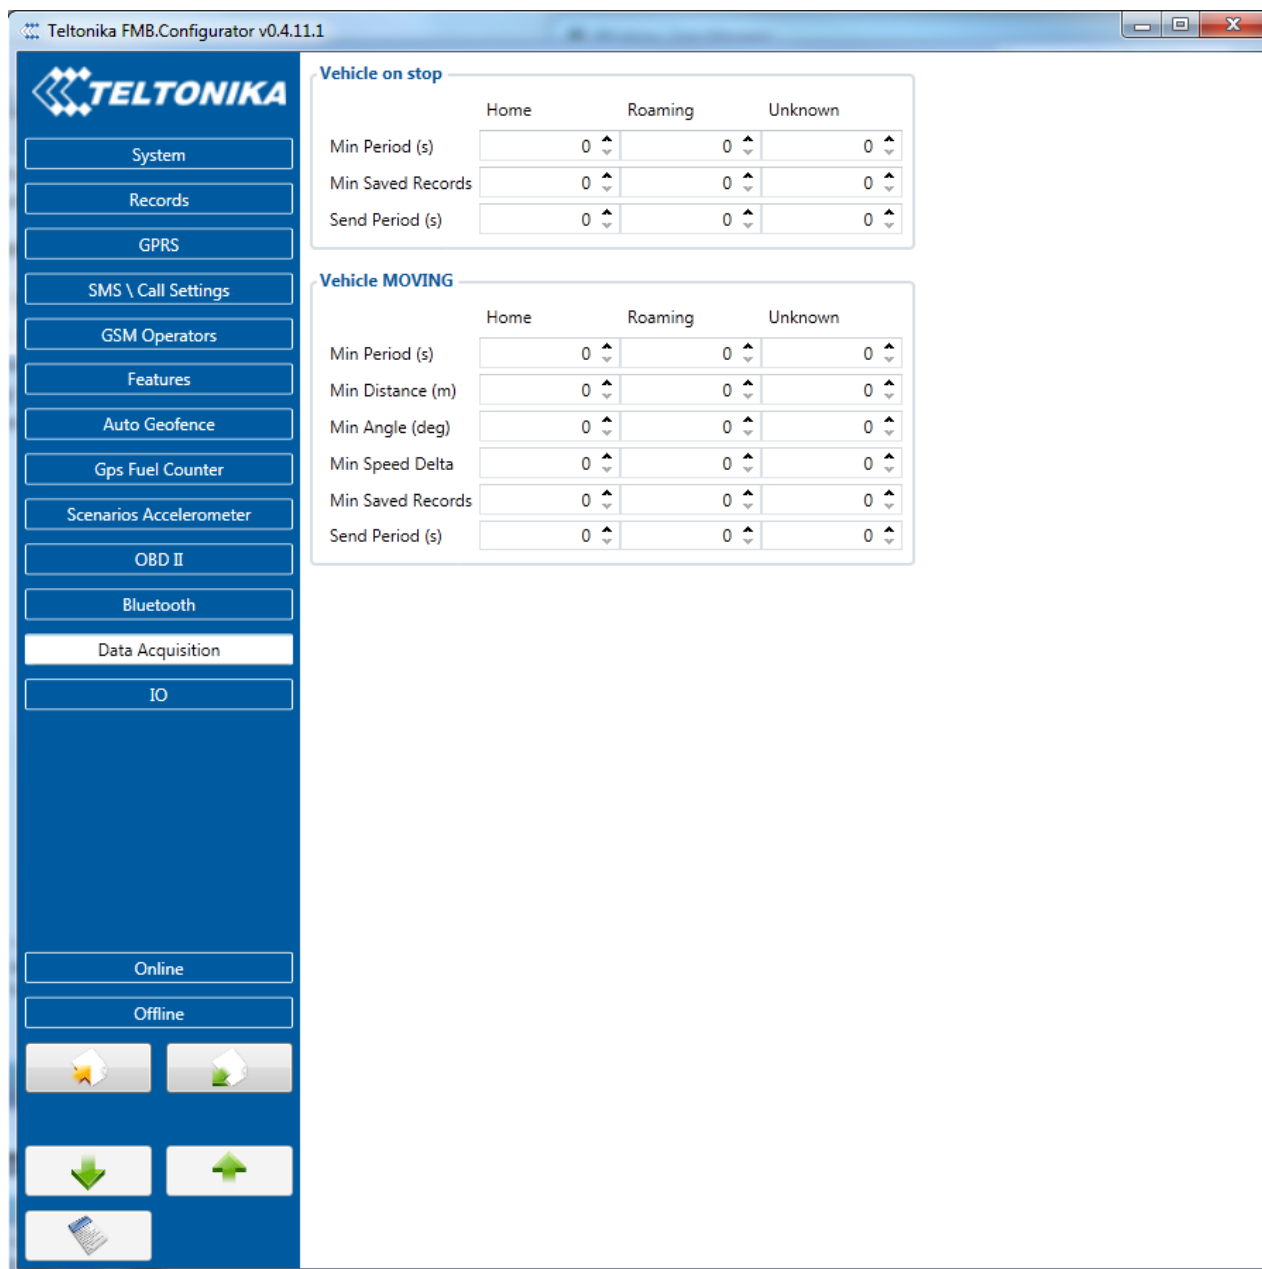 Teltonika FMB.Configurator v0.4.11.1
TELTONIKA
System
Records
GPRS
SMS \ Call Settings
GSM Operators
Features
Auto Geofence
Gps Fuel Counter
Scenarios Accelerometer
OBD II
Bluetooth
Data Acquisition
IO
Online
Offline
Vehicle on stop
Home Roaming Unknown
Min Period (s) 0 0 0
Min Saved Records 0 0 0
Send Period (s) 0 0 0
Vehicle MOVING
Home Roaming Unknown
Min Period (s) 0 0 0
Min Distance (m) 0 0 0
Min Angle (deg) 0 0 0
Min Speed Delta 0 0 0
Min Saved Records 0 0 0
Send Period (s) 0 0 0